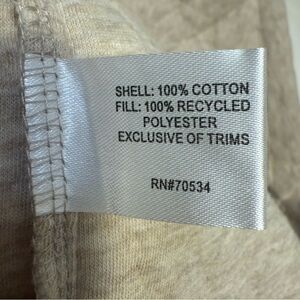 SHELL: 100% COTTON
FILL: 100% RECYCLED
POLYESTER
EXCLUSIVE OF TRIMS
RN#70534